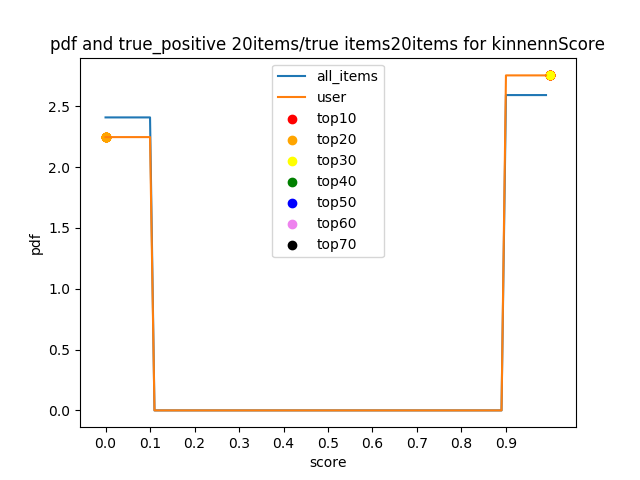 pdf and true_positive 20items/true items20items for kinnennScore
all_items
user
top10
top20
top30
top40
top50
top60
top70
pdf
2.5
2.0
1.5
1.0
0.5
0.0
0.0 0.1 0.2 0.3 0.4 0.5 0.6 0.7 0.8 0.9
score